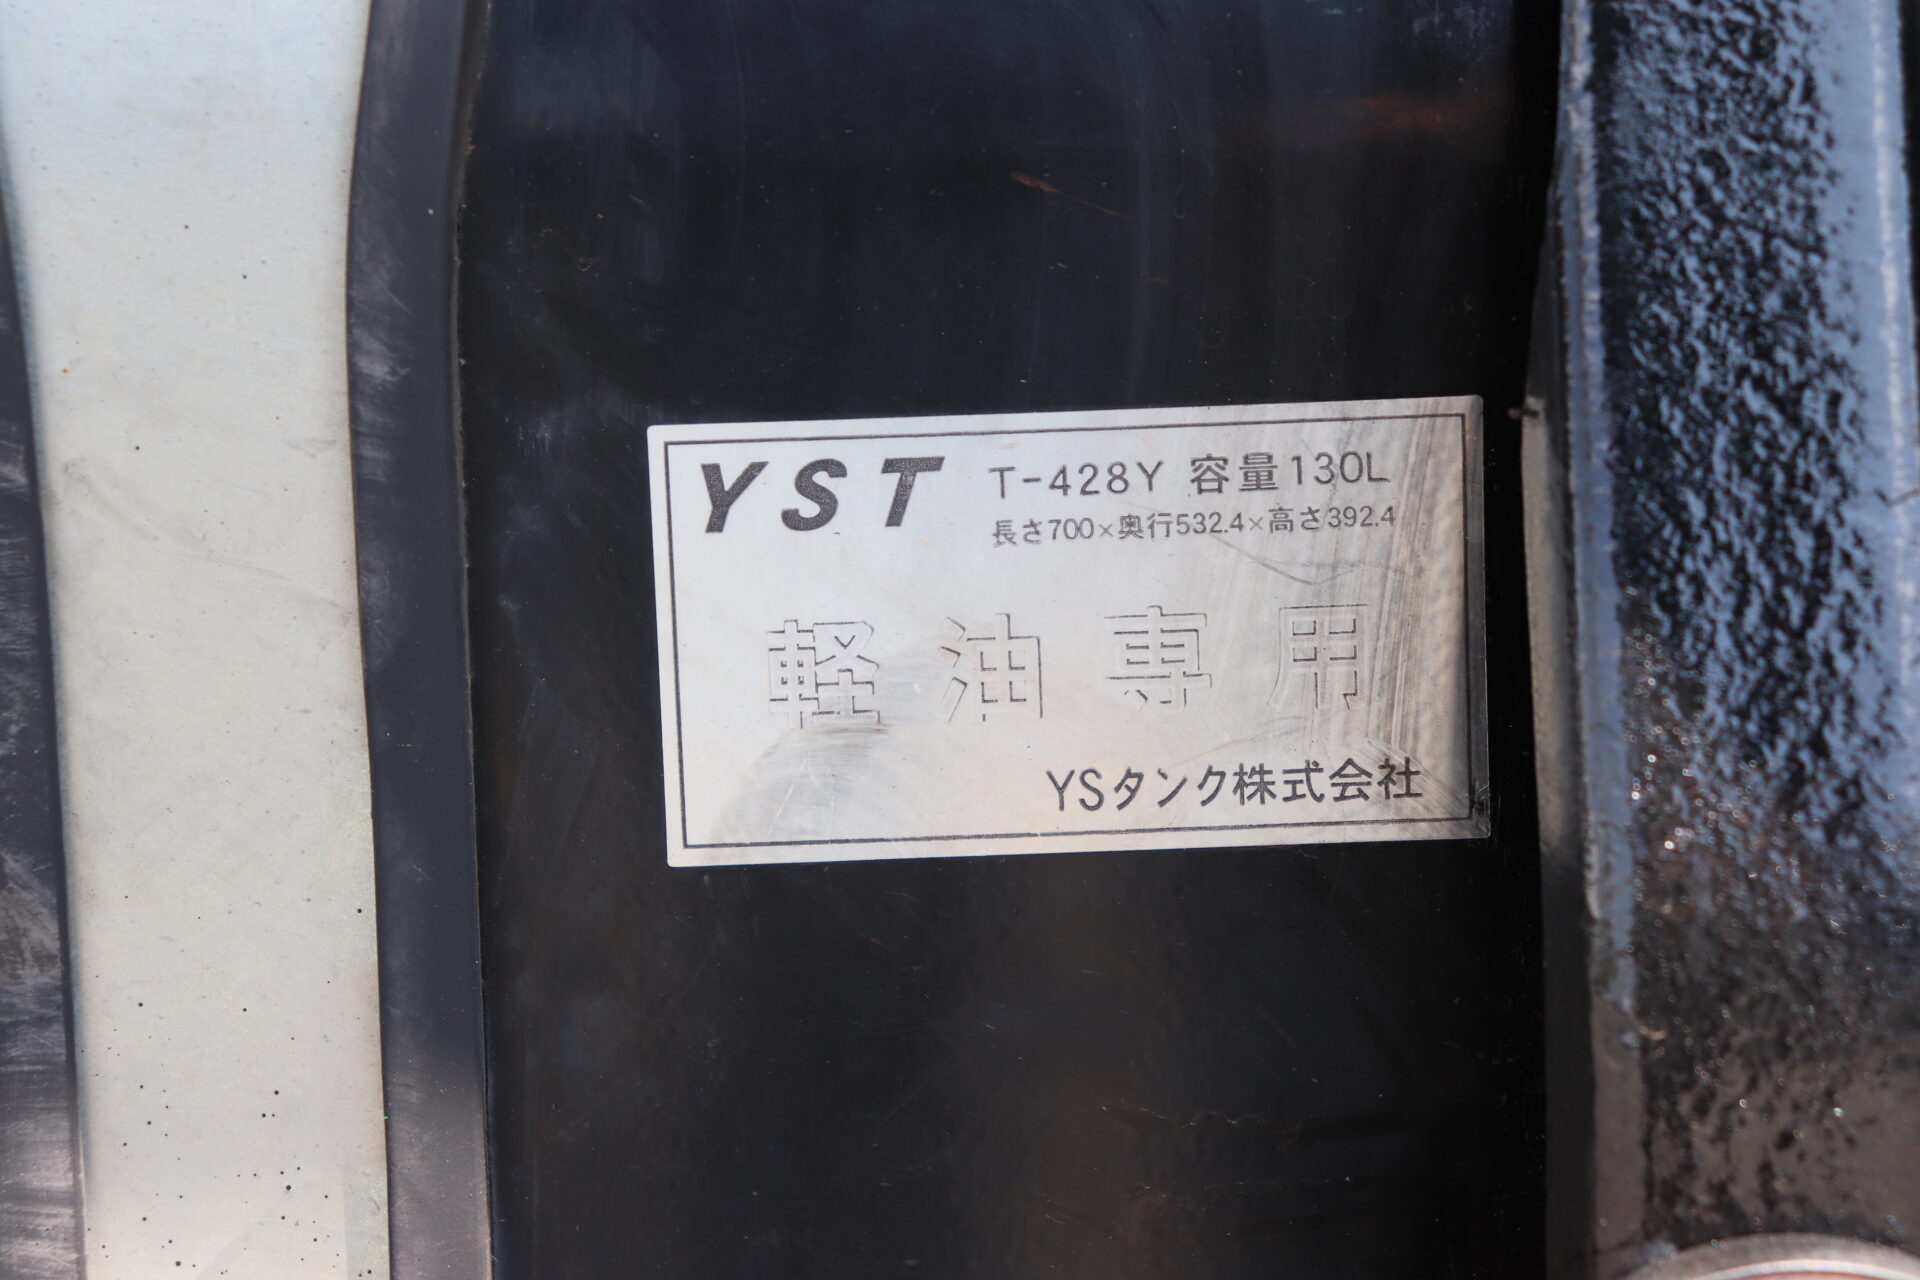 YST T-428Y 容量130L
長さ700×奥行532.4×高さ392.4
軽油専用
YSタンク株式会社